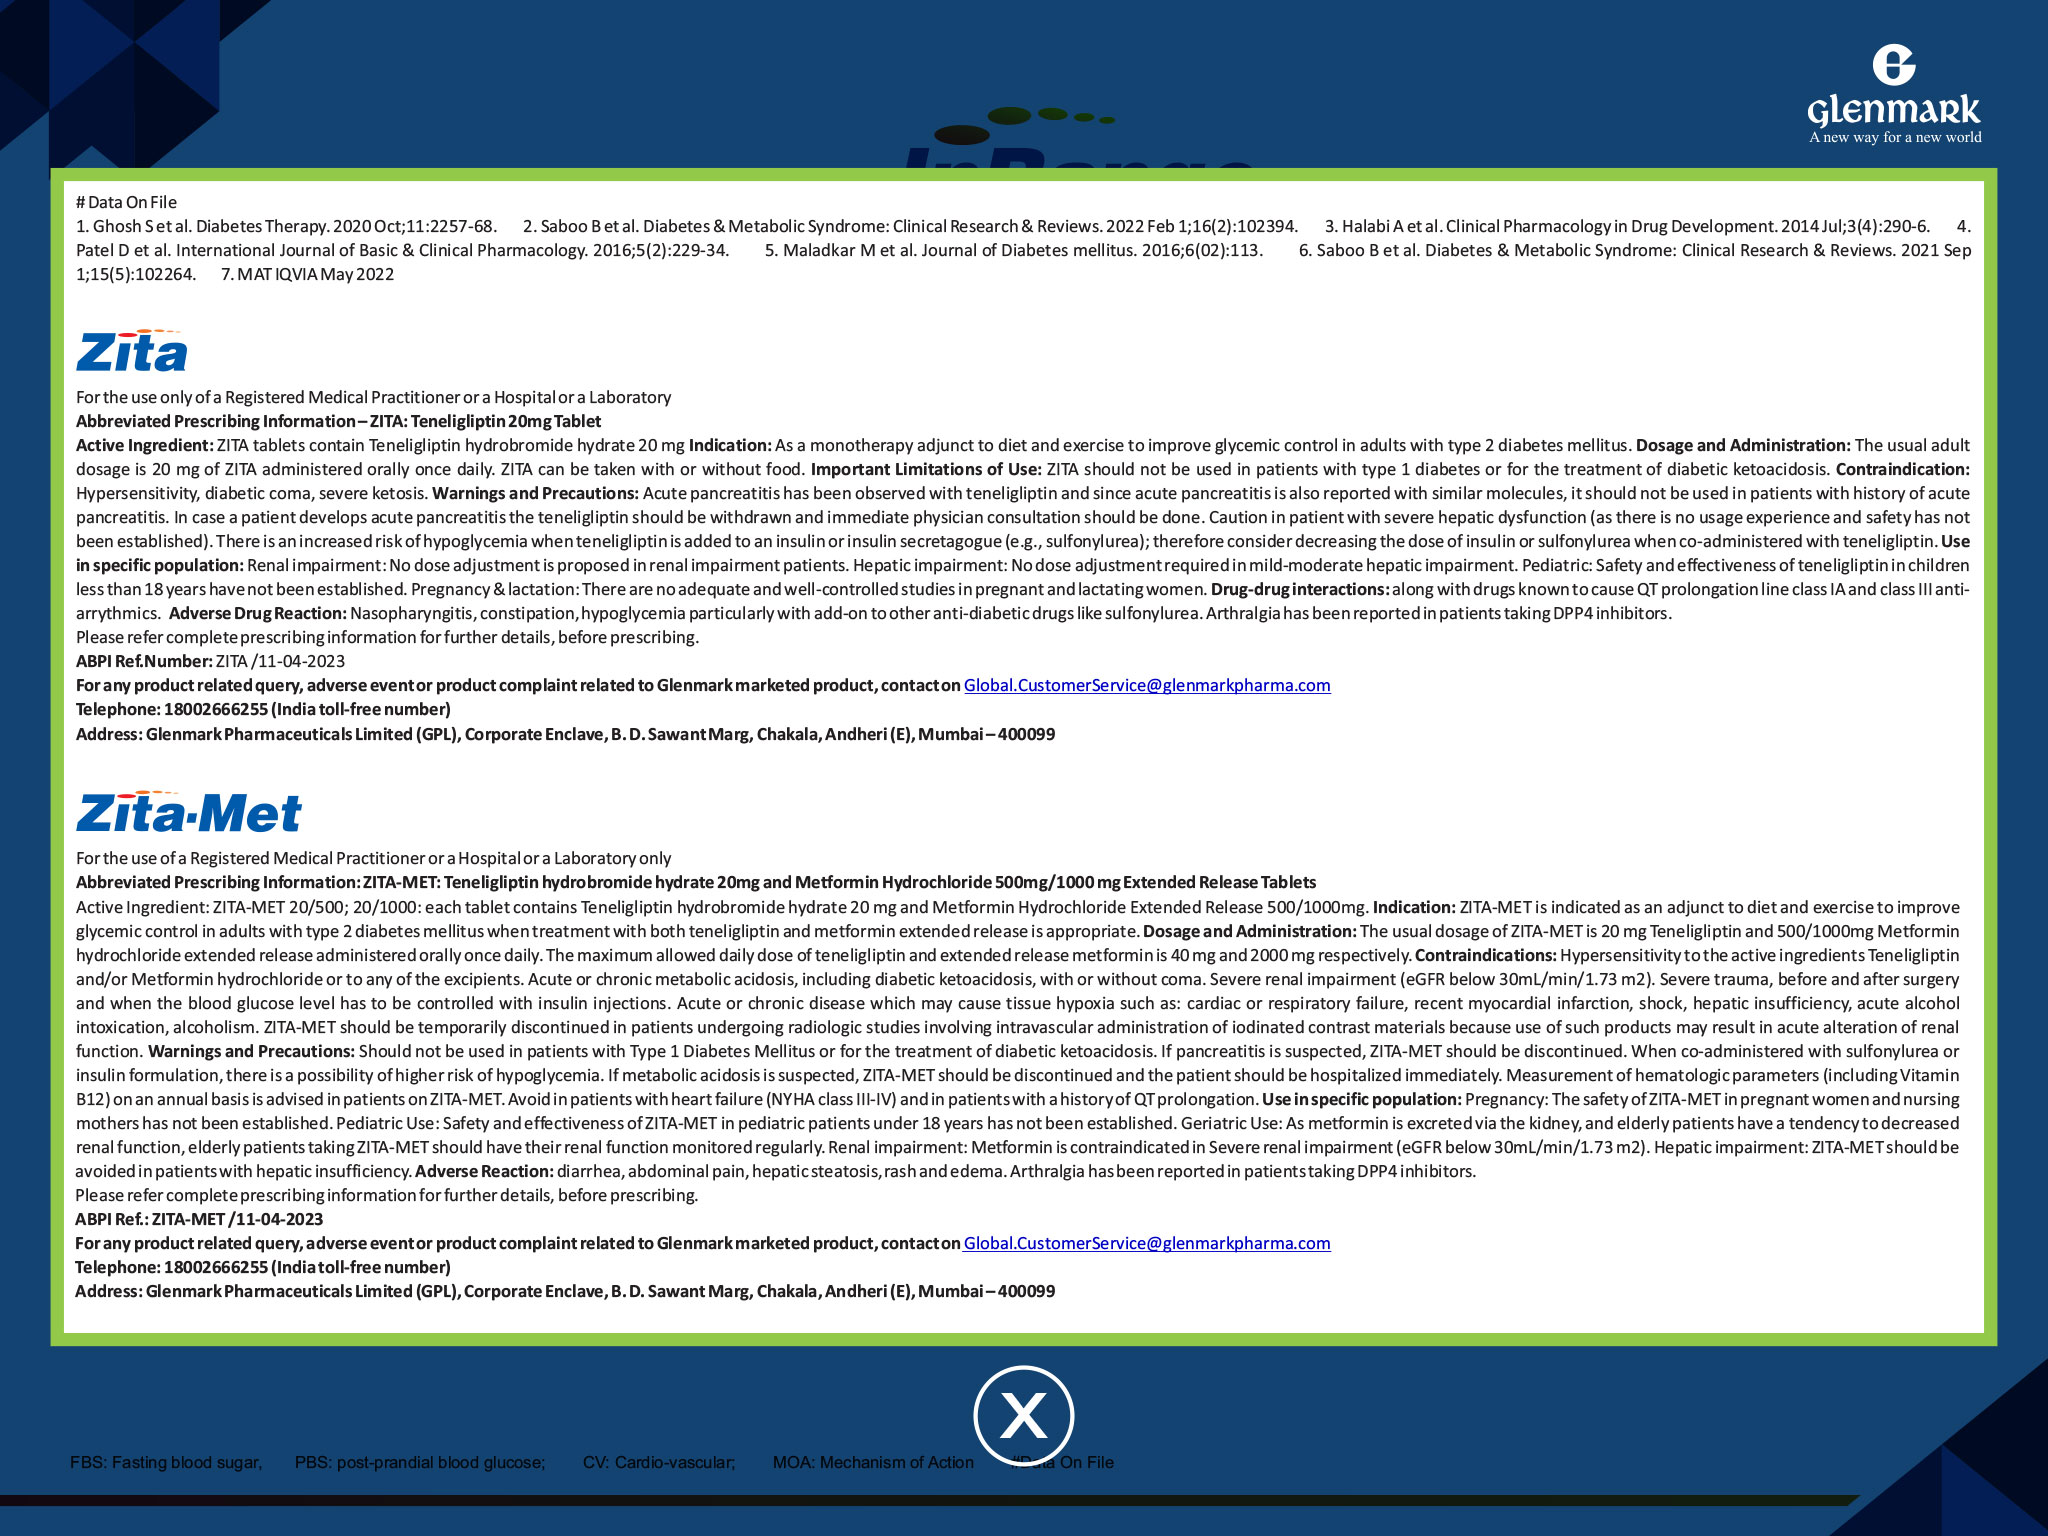 glenmark
A new way for a new world
# Data On File
1. Ghosh S et al. Diabetes Therapy. 2020 Oct;11:2257-68. 2. Saboo B et al. Diabetes & Metabolic Syndrome: Clinical Research & Reviews. 2022 Feb 1;16(2):102394. 3. Halabi A et al. Clinical Pharmacology in Drug Development. 2014 Jul;3(4):290-6. 4.
Patel D et al. International Journal of Basic & Clinical Pharmacology. 2016;5(2):229-34. 5. Maladkar M et al. Journal of Diabetes mellitus. 2016;6(02):113. 6. Saboo B et al. Diabetes & Metabolic Syndrome: Clinical Research & Reviews. 2021 Sep
1;15(5):102264. 7. MAT IQVIA May 2022
Zita
For the use only of a Registered Medical Practitioner or a Hospital or a Laboratory
Abbreviated Prescribing Information – ZITA: Teneligliptin 20mg Tablet
Active Ingredient: ZITA tablets contain Teneligliptin hydrobromide hydrate 20 mg Indication: As a monotherapy adjunct to diet and exercise to improve glycemic control in adults with type 2 diabetes mellitus. Dosage and Administration: The usual adult
dosage is 20 mg of ZITA administered orally once daily. ZITA can be taken with or without food. Important Limitations of Use: ZITA should not be used in patients with type 1 diabetes or for the treatment of diabetic ketoacidosis. Contraindication:
Hypersensitivity, diabetic coma, severe ketosis. Warnings and Precautions: Acute pancreatitis has been observed with teneligliptin and since acute pancreatitis is also reported with similar molecules, it should not be used in patients with history of acute
pancreatitis. In case a patient develops acute pancreatitis the teneligliptin should be withdrawn and immediate physician consultation should be done. Caution in patient with severe hepatic dysfunction (as there is no usage experience and safety has not
been established). There is an increased risk of hypoglycemia when teneligliptin is added to an insulin or insulin secretagogue (e.g., sulfonylurea); therefore consider decreasing the dose of insulin or sulfonylurea when co-administered with teneligliptin. Use
in specific population: Renal impairment: No dose adjustment is proposed in renal impairment patients. Hepatic impairment: No dose adjustment required in mild-moderate hepatic impairment. Pediatric: Safety and effectiveness of teneligliptin in children
less than 18 years have not been established. Pregnancy & lactation: There are no adequate and well-controlled studies in pregnant and lactating women. Drug-drug interactions: along with drugs known to cause QT prolongation line class IA and class III anti-
arrythmics. Adverse Drug Reaction: Nasopharyngitis, constipation, hypoglycemia particularly with add-on to other anti-diabetic drugs like sulfonylurea. Arthralgia has been reported in patients taking DPP4 inhibitors.
Please refer complete prescribing information for further details, before prescribing.
ABPI Ref.Number: ZITA /11-04-2023
For any product related query, adverse event or product complaint related to Glenmark marketed product, contact on Global.CustomerService@glenmarkpharma.com
Telephone: 18002666255 (India toll-free number)
Address: Glenmark Pharmaceuticals Limited (GPL), Corporate Enclave, B. D. Sawant Marg, Chakala, Andheri (E), Mumbai – 400099
Zita-Met
For the use of a Registered Medical Practitioner or a Hospital or a Laboratory only
Abbreviated Prescribing Information: ZITA-MET: Teneligliptin hydrobromide hydrate 20mg and Metformin Hydrochloride 500mg/1000 mg Extended Release Tablets
Active Ingredient: ZITA-MET 20/500; 20/1000: each tablet contains Teneligliptin hydrobromide hydrate 20 mg and Metformin Hydrochloride Extended Release 500/1000mg. Indication: ZITA-MET is indicated as an adjunct to diet and exercise to improve
glycemic control in adults with type 2 diabetes mellitus when treatment with both teneligliptin and metformin extended release is appropriate. Dosage and Administration: The usual dosage of ZITA-MET is 20 mg Teneligliptin and 500/1000mg Metformin
hydrochloride extended release administered orally once daily. The maximum allowed daily dose of teneligliptin and extended release metformin is 40 mg and 2000 mg respectively. Contraindications: Hypersensitivity to the active ingredients Teneligliptin
and/or Metformin hydrochloride or to any of the excipients. Acute or chronic metabolic acidosis, including diabetic ketoacidosis, with or without coma. Severe renal impairment (eGFR below 30mL/min/1.73 m2). Severe trauma, before and after surgery
and when the blood glucose level has to be controlled with insulin injections. Acute or chronic disease which may cause tissue hypoxia such as: cardiac or respiratory failure, recent myocardial infarction, shock, hepatic insufficiency, acute alcohol
intoxication, alcoholism. ZITA-MET should be temporarily discontinued in patients undergoing radiologic studies involving intravascular administration of iodinated contrast materials because use of such products may result in acute alteration of renal
function. Warnings and Precautions: Should not be used in patients with Type 1 Diabetes Mellitus or for the treatment of diabetic ketoacidosis. If pancreatitis is suspected, ZITA-MET should be discontinued. When co-administered with sulfonylurea or
insulin formulation, there is a possibility of higher risk of hypoglycemia. If metabolic acidosis is suspected, ZITA-MET should be discontinued and the patient should be hospitalized immediately. Measurement of hematologic parameters (including Vitamin
B12) on an annual basis is advised in patients on ZITA-MET. Avoid in patients with heart failure (NYHA class III-IV) and in patients with a history of QT prolongation. Use in specific population: Pregnancy: The safety of ZITA-MET in pregnant women and nursing
mothers has not been established. Pediatric Use: Safety and effectiveness of ZITA-MET in pediatric patients under 18 years has not been established. Geriatric Use: As metformin is excreted via the kidney, and elderly patients have a tendency to decreased
renal function, elderly patients taking ZITA-MET should have their renal function monitored regularly. Renal impairment: Metformin is contraindicated in Severe renal impairment (eGFR below 30mL/min/1.73 m2). Hepatic impairment: ZITA-MET should be
avoided in patients with hepatic insufficiency. Adverse Reaction: diarrhea, abdominal pain, hepatic steatosis, rash and edema. Arthralgia has been reported in patients taking DPP4 inhibitors.
Please refer complete prescribing information for further details, before prescribing.
ABPI Ref.: ZITA-MET /11-04-2023
For any product related query, adverse event or product complaint related to Glenmark marketed product, contact on Global.CustomerService@glenmarkpharma.com
Telephone: 18002666255 (India toll-free number)
Address: Glenmark Pharmaceuticals Limited (GPL), Corporate Enclave, B. D. Sawant Marg, Chakala, Andheri (E), Mumbai – 400099
X
FBS: Fasting blood sugar, PBS: post-prandial blood glucose; CV: Cardio-vascular; MOA: Mechanism of Action #Data On File